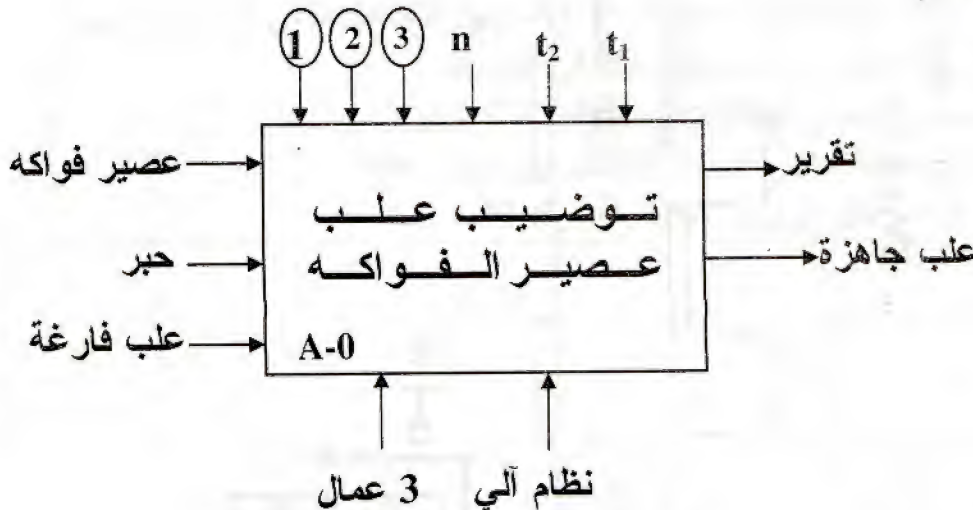 1 2 3 n t₂ t₁
عصير فواكه
حبر
علب فارغة
توضيب علب
عصير الفواكه
A-0
تقرير
علب جاهزة
3 عمال
نظام آلي